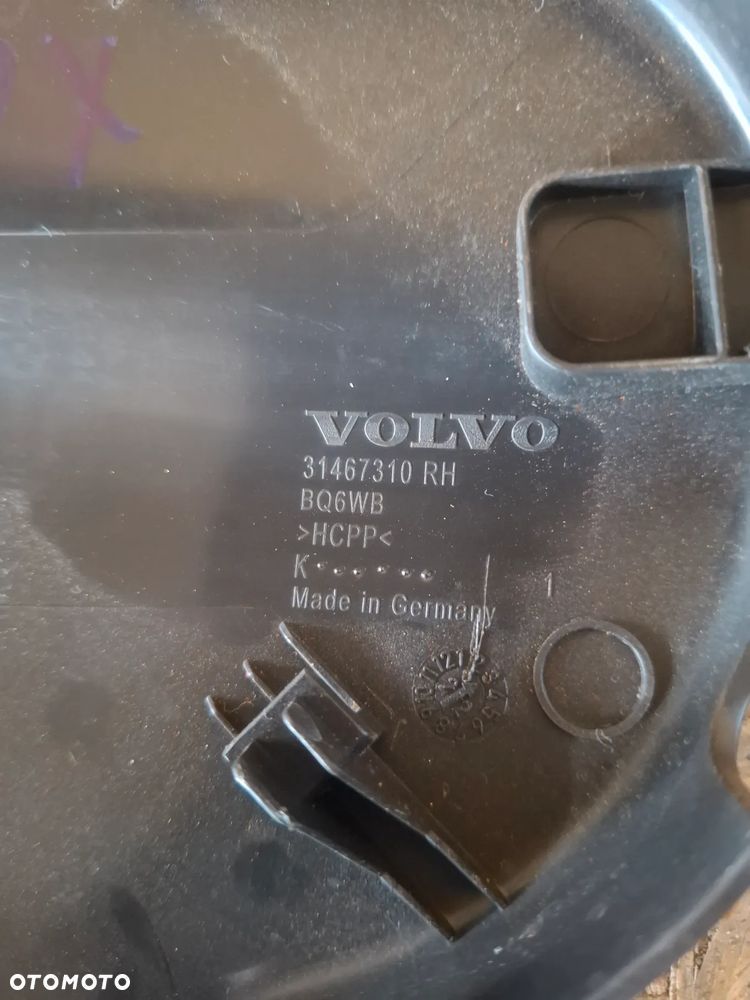 VOLVO
31467310 RH
BQ6WB
>HCPP<
K
Made in Germany
1
OTOMOTO